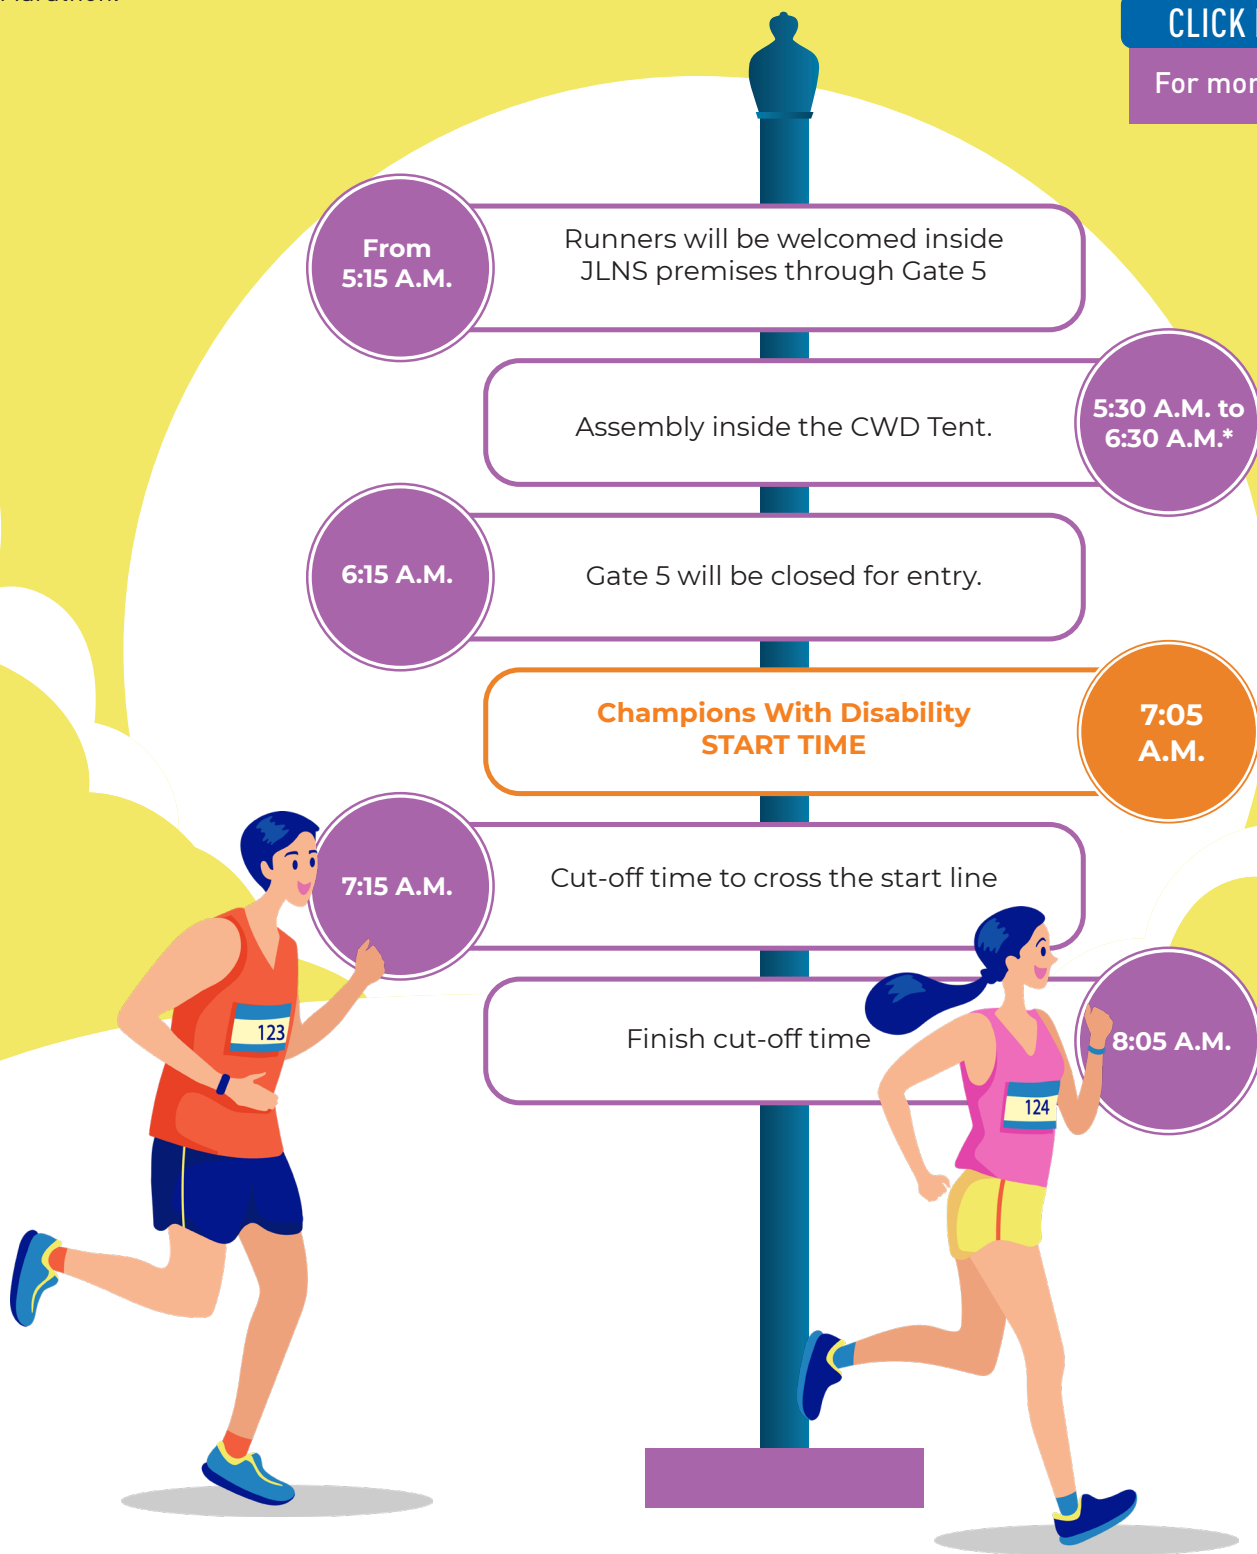 CLICK
For mor
From
5:15 A.M.
Runners will be welcomed inside
JLNS premises through Gate 5
Assembly inside the CWD Tent.
5:30 A.M. to
6:30 A.M.*
6:15 A.M.
Gate 5 will be closed for entry.
Champions With Disability
START TIME
7:05
A.M.
7:15 A.M.
Cut-off time to cross the start line
Finish cut-off time
8:05 A.M.
123
124